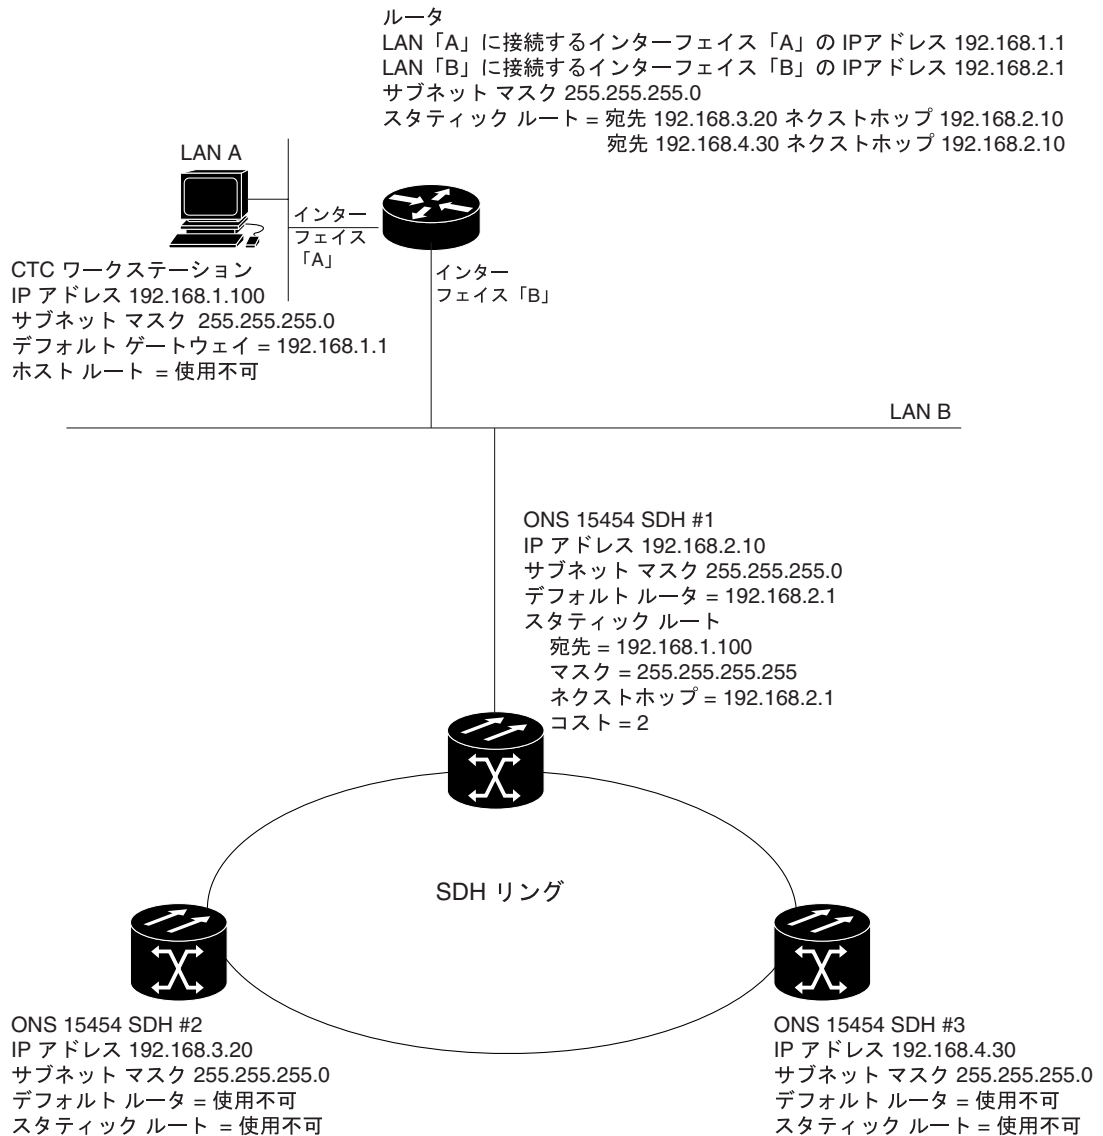 ルータ
LAN「A」に接続するインターフェイス「A」の IPアドレス 192.168.1.1
LAN「B」に接続するインターフェイス「B」の IPアドレス 192.168.2.1
サブネット マスク 255.255.255.0
スタティック ルート = 宛先 192.168.3.20 ネクストホップ 192.168.2.10
宛先 192.168.4.30 ネクストホップ 192.168.2.10
LAN A
インター
フェイス
「A」
インター
フェイス「B」
CTC ワークステーション
IP アドレス 192.168.1.100
サブネット マスク 255.255.255.0
デフォルト ゲートウェイ = 192.168.1.1
ホスト ルート = 使用不可
LAN B
ONS 15454 SDH #1
IP アドレス 192.168.2.10
サブネット マスク 255.255.255.0
デフォルト ルータ = 192.168.2.1
スタティック ルート
宛先 = 192.168.1.100
マスク = 255.255.255.255
ネクストホップ = 192.168.2.1
コスト = 2
SDH リング
ONS 15454 SDH #2
IP アドレス 192.168.3.20
サブネット マスク 255.255.255.0
デフォルト ルータ = 使用不可
スタティック ルート = 使用不可
ONS 15454 SDH #3
IP アドレス 192.168.4.30
サブネット マスク 255.255.255.0
デフォルト ルータ = 使用不可
スタティック ルート = 使用不可